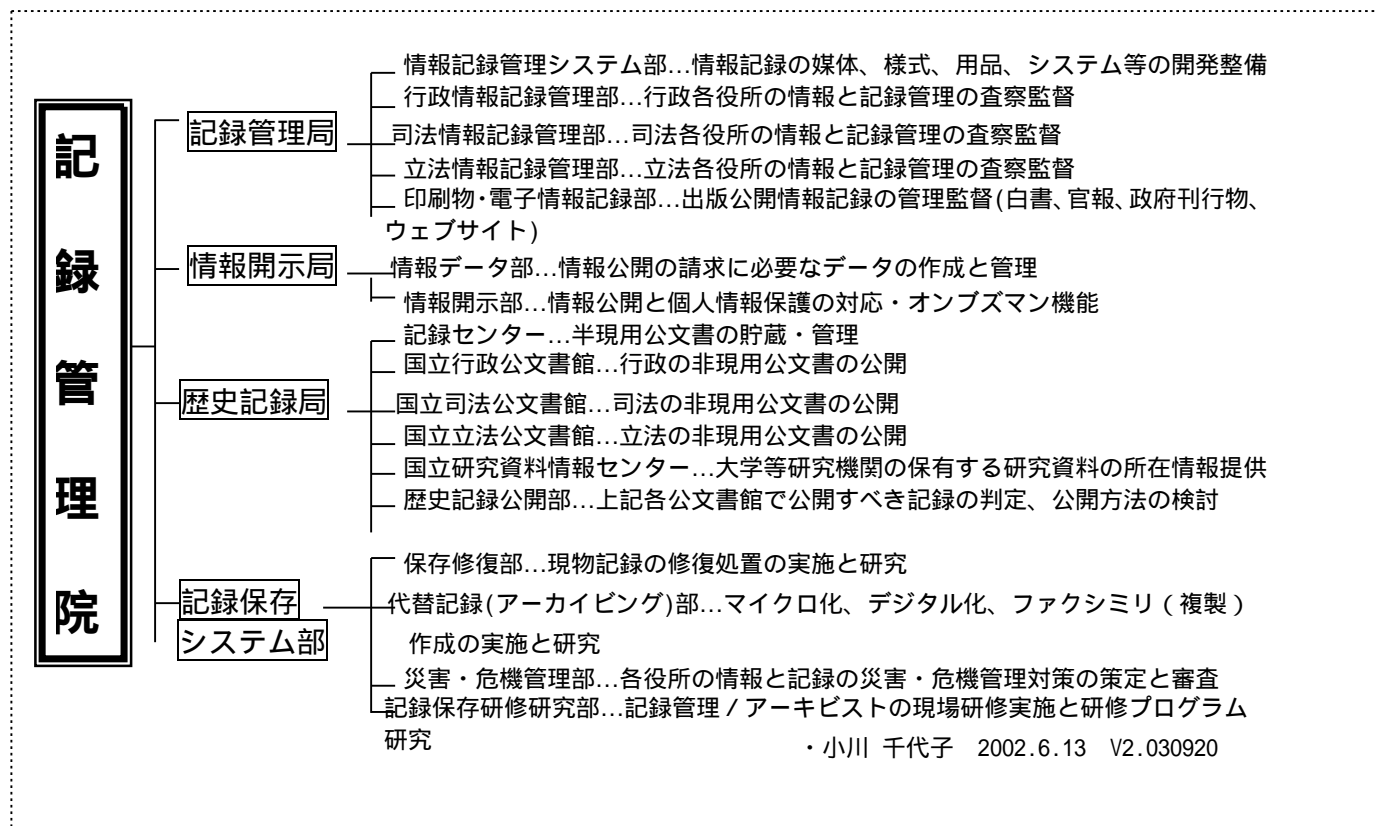 記録管理院
記録管理局
情報記録管理システム部…情報記録の媒体、様式、用品、システム等の開発整備
行政情報記録管理部…行政各役所の情報と記録管理の査察監督
司法情報記録管理部…司法各役所の情報と記録管理の査察監督
立法情報記録管理部…立法各役所の情報と記録管理の査察監督
印刷物・電子情報記録部…出版公開情報記録の管理監督(白書、官報、政府刊行物、
ウェブサイト)
情報開示局
情報データ部…情報公開の請求に必要なデータの作成と管理
情報開示部…情報公開と個人情報保護の対応・オンブズマン機能
歴史記録局
記録センター…半現用公文書の貯蔵・管理
国立行政公文書館…行政の非現用公文書の公開
国立司法公文書館…司法の非現用公文書の公開
国立立法公文書館…立法の非現用公文書の公開
国立研究資料情報センター…大学等研究機関の保有する研究資料の所在情報提供
歴史記録公開部…上記各公文書館で公開すべき記録の判定、公開方法の検討
記録保存
システム部
保存修復部…現物記録の修復処置の実施と研究
代替記録(アーカイビング)部…マイクロ化、デジタル化、ファクシミリ(複製)
作成の実施と研究
災害・危機管理部…各役所の情報と記録の災害・危機管理対策の策定と審査
記録保存研修研究部…記録管理/アーキビストの現場研修実施と研修プログラム
研究
・小川 千代子 2002.6.13 V2.030920